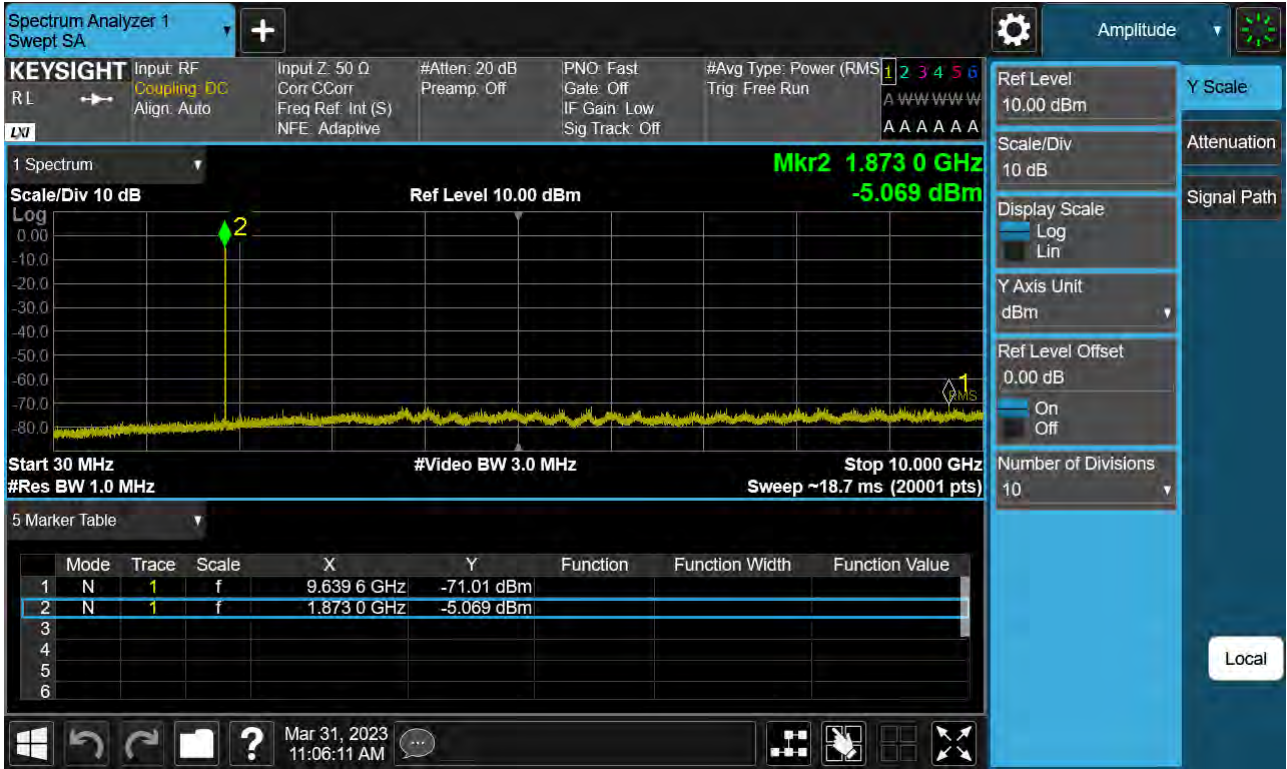 Spectrum Analyzer 1
Swept SA
Amplitude
KEYSIGHT
RL
LXI
Input: RF
Coupling: DC
Align: Auto
Input Z: 50 Ω
Corr CCorr
Freq Ref: Int (S)
NFE: Adaptive
#Atten: 20 dB
Preamp: Off
PNO: Fast
Gate: Off
IF Gain: Low
Sig Track: Off
#Avg Type: Power (RMS
Trig: Free Run
1 2 3 4 5 6
A W W W W W
A A A A A A
1 Spectrum
Scale/Div 10 dB
Ref Level 10.00 dBm
Mkr2 1.873 0 GHz
-5.069 dBm
Log
0.00
-10.0
-20.0
-30.0
-40.0
-50.0
-60.0
-70.0
-80.0
2
1
RMS
Start 30 MHz
#Video BW 3.0 MHz
Stop 10.000 GHz
#Res BW 1.0 MHz
Sweep ~18.7 ms (20001 pts)
5 Marker Table
Mode Trace Scale X Y Function Function Width Function Value
1 N 1 f 9.639 6 GHz -71.01 dBm
2 N 1 f 1.873 0 GHz -5.069 dBm
3
4
5
6
Ref Level
10.00 dBm
Scale/Div
10 dB
Display Scale
Log
Lin
Y Axis Unit
dBm
Ref Level Offset
0.00 dB
On
Off
Number of Divisions
10
Y Scale
Attenuation
Signal Path
Local
?
Mar 31, 2023
11:06:11 AM